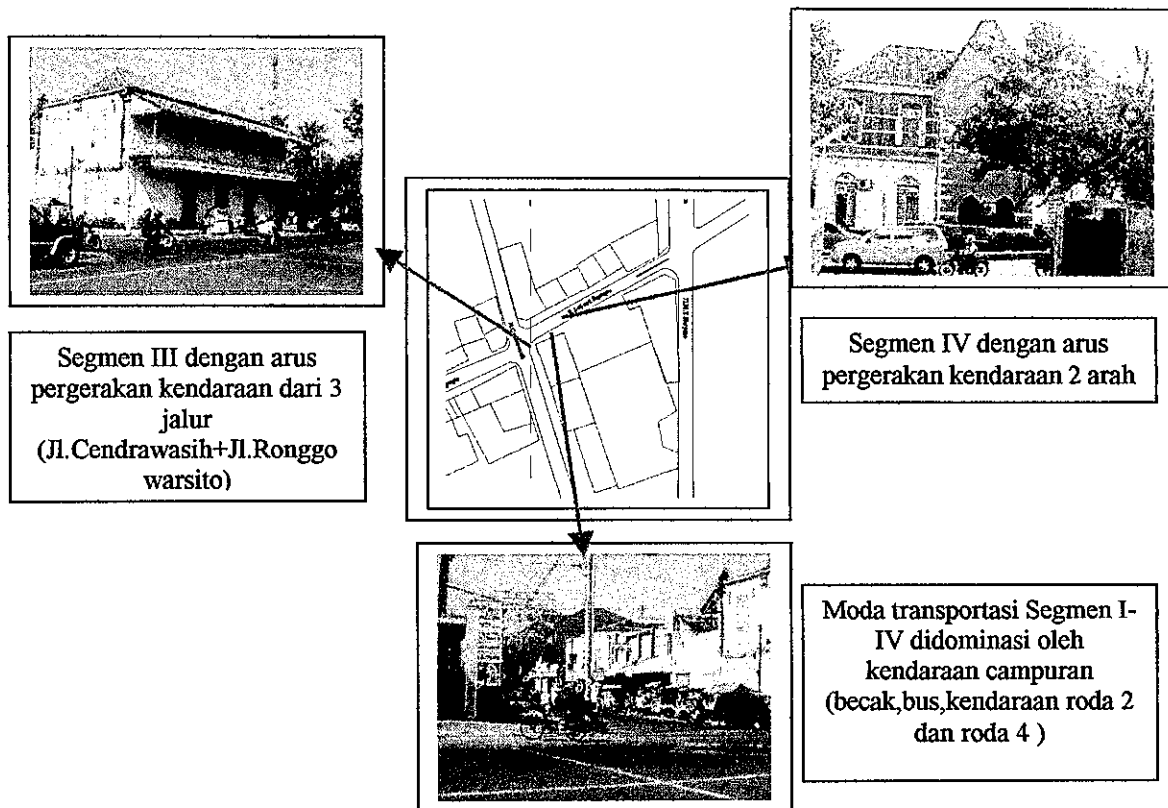 Segmen III dengan arus
pergerakan kendaraan dari 3
jalur
(Jl.Cendrawasih+Jl.Ronggo
warsito)
Segmen IV dengan arus
pergerakan kendaraan 2 arah
Moda transportasi Segmen I-
IV didominasi oleh
kendaraan campuran
(becak,bus,kendaraan roda 2
dan roda 4 )